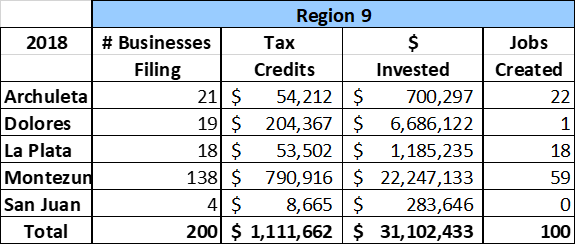 Region 9
2018 # Businesses Tax $ Jobs
Filing Credits Invested Created
Archuleta 21 $ 54,212 $ 700,297 22
Dolores 19 $ 204,367 $ 6,686,122 1
La Plata 18 $ 53,502 $ 1,185,235 18
Montezun 138 $ 790,916 $ 22,247,133 59
San Juan 4 $ 8,665 $ 283,646 0
Total 200 $ 1,111,662 $ 31,102,433 100